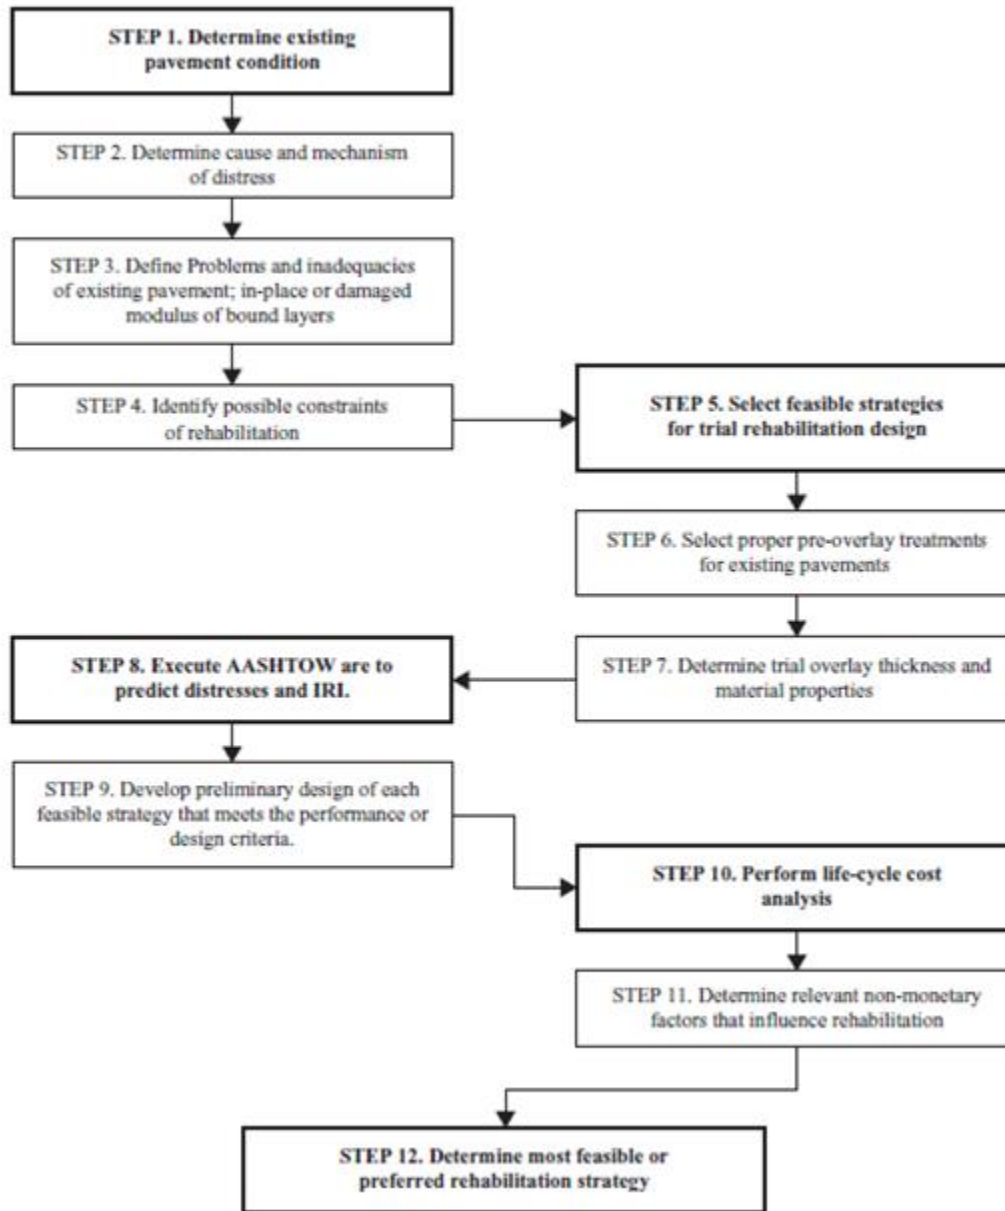 STEP 1. Determine existing
pavement condition
STEP 2. Determine cause and mechanism
of distress
STEP 3. Define Problems and inadequacies
of existing pavement; in-place or damaged
modulus of bound layers
STEP 4. Identify possible constraints
of rehabilitation
STEP 5. Select feasible strategies
for trial rehabilitation design
STEP 6. Select proper pre-overlay treatments
for existing pavements
STEP 7. Determine trial overlay thickness and
material properties
STEP 8. Execute AASHTOW are to
predict distresses and IRI.
STEP 9. Develop preliminary design of each
feasible strategy that meets the performance or
design criteria.
STEP 10. Perform life-cycle cost
analysis
STEP 11. Determine relevant non-monetary
factors that influence rehabilitation
STEP 12. Determine most feasible or
preferred rehabilitation strategy